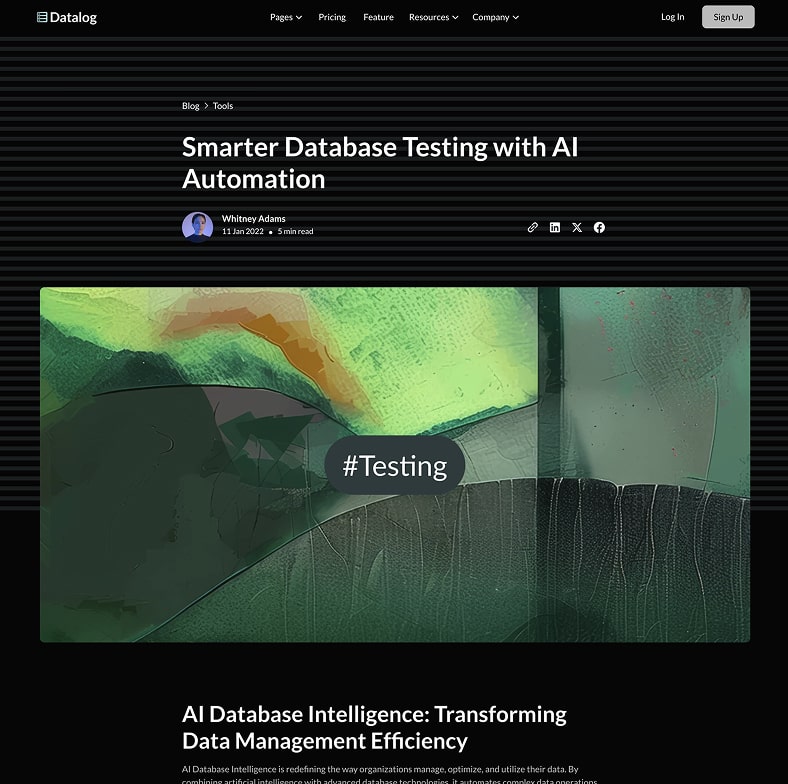 Datalog
Pages Pricing Feature Resources Company
Log In Sign Up
Blog Tools
Smarter Database Testing with AI
Automation
Whitney Adams
11 Jan 2022 • 5 min read
#Testing
AI Database Intelligence: Transforming
Data Management Efficiency
AI Database Intelligence is redefining the way organizations manage, optimize, and utilize their data. By
combining artificial intelligence with advanced database technologies, it automates complex data operations